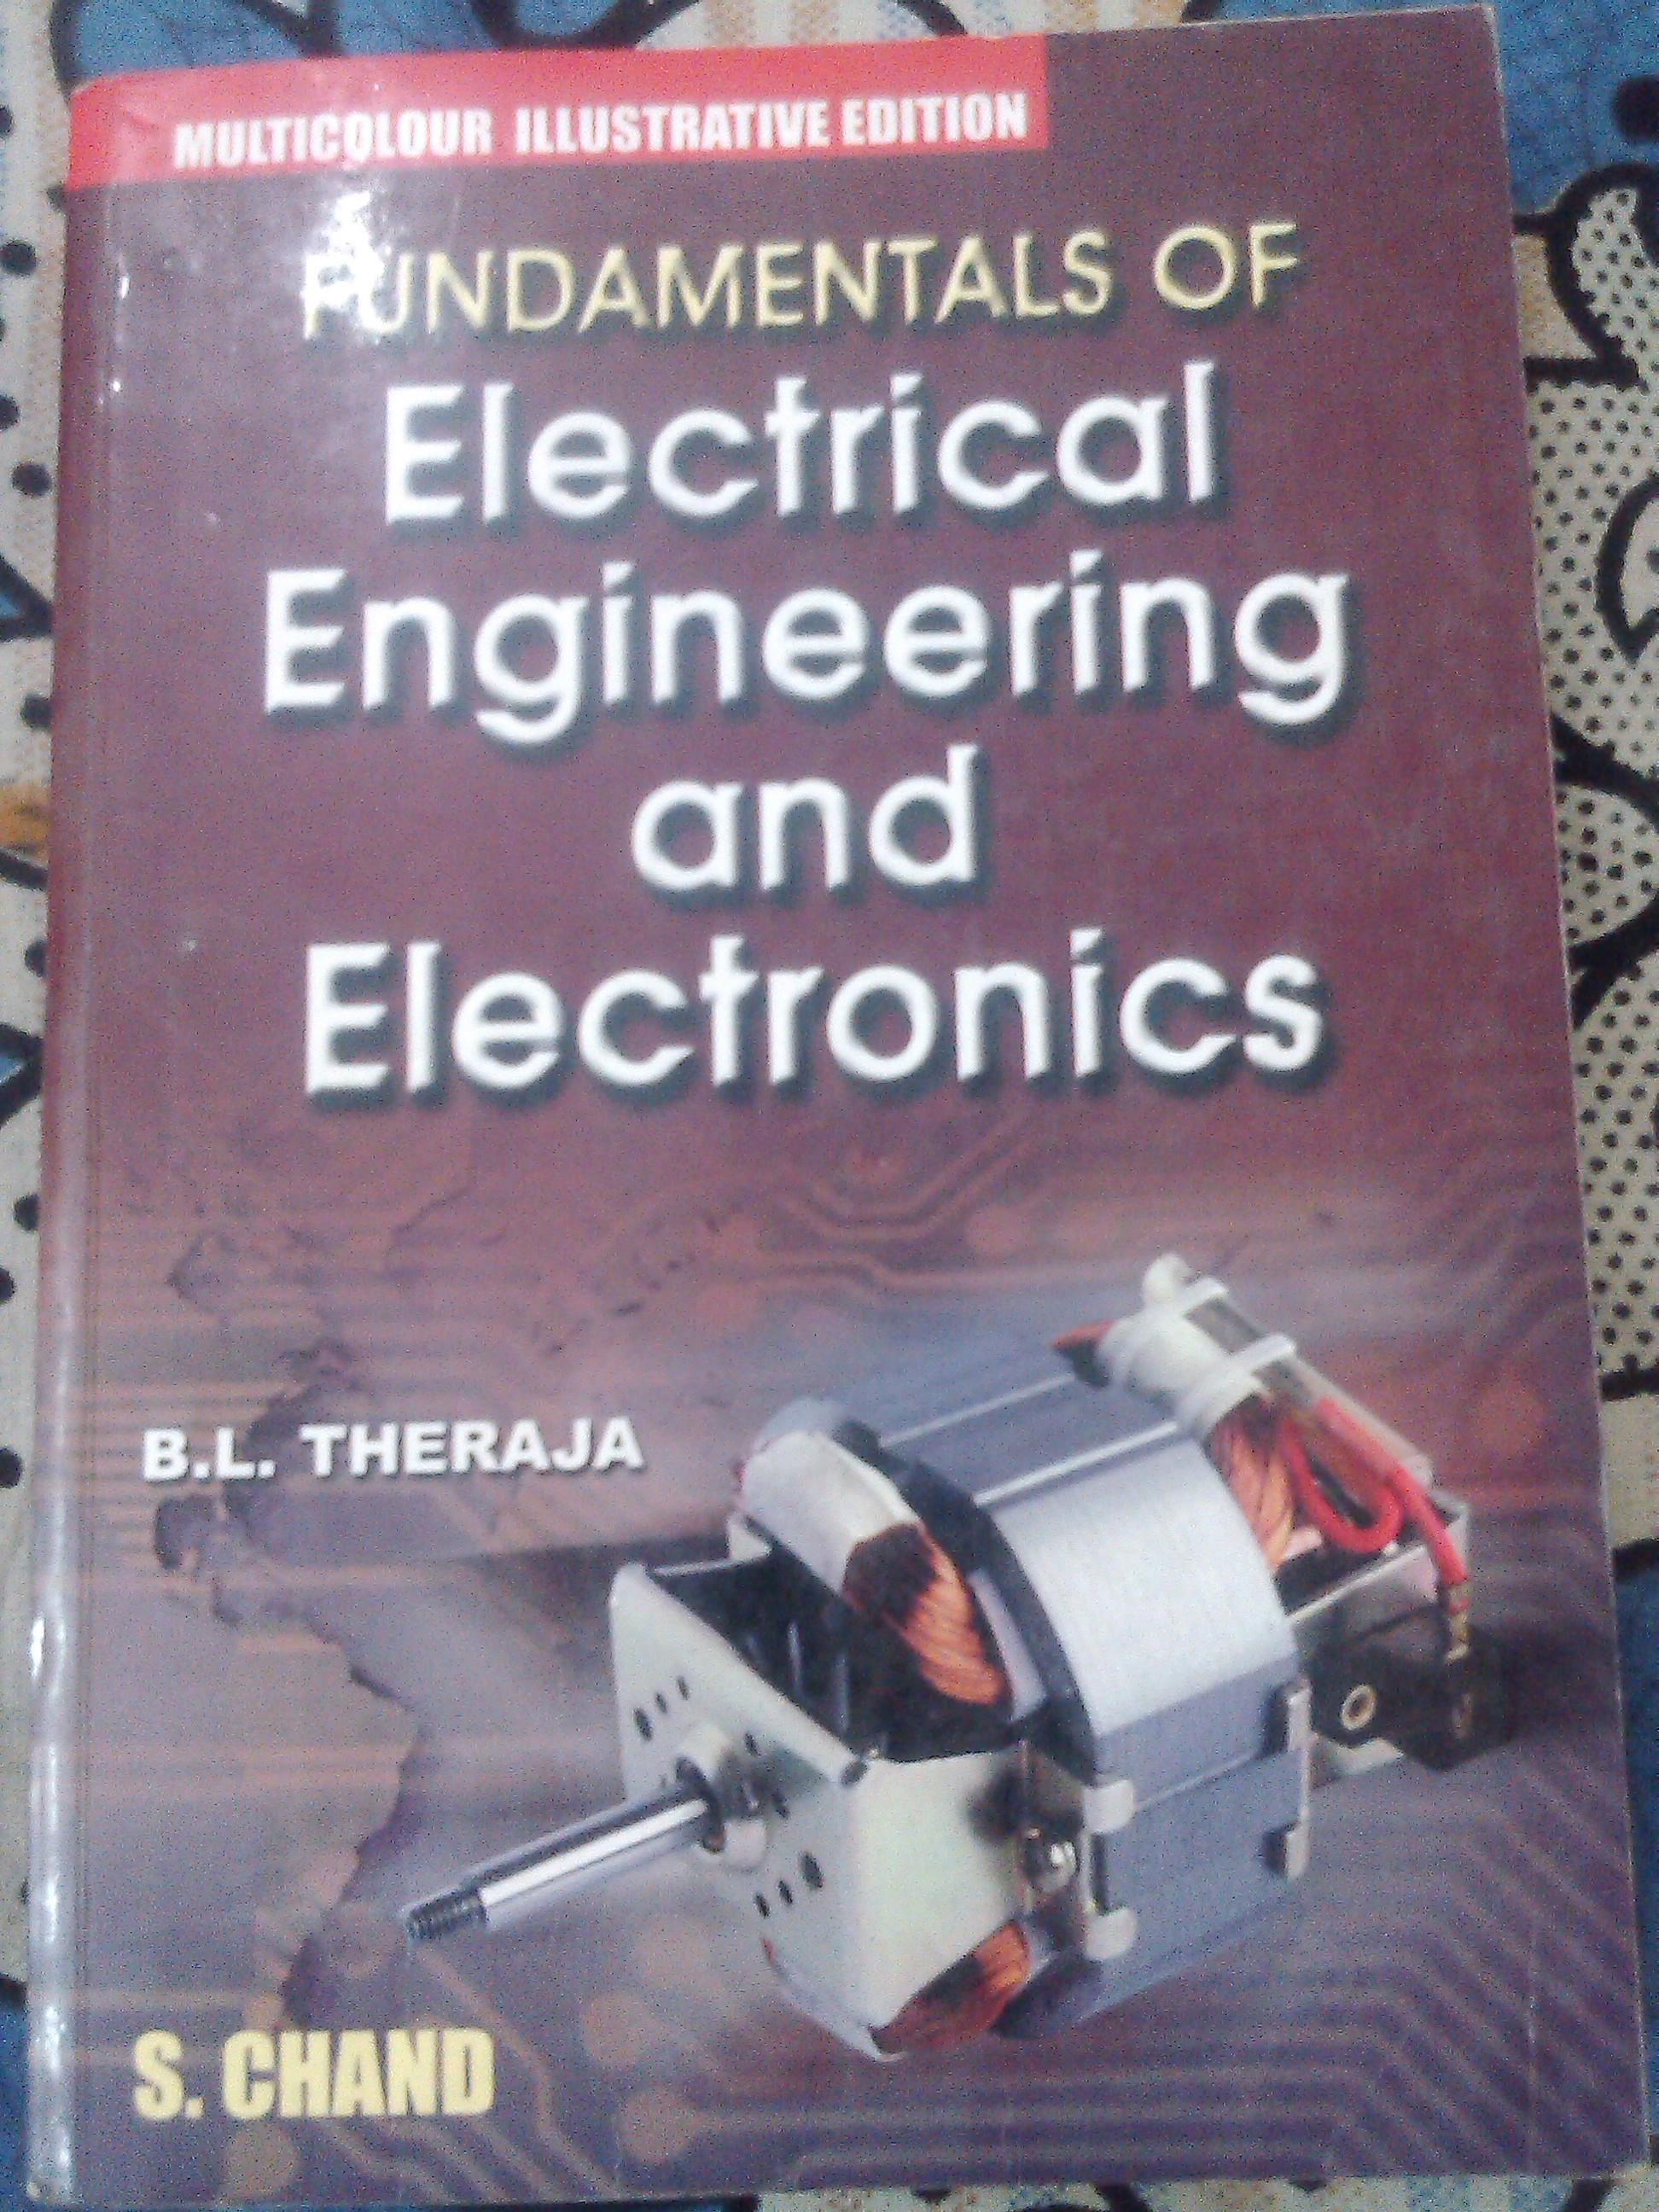 MULTICOLOUR ILLUSTRATIVE EDITION
FUNDAMENTALS OF
Electrical
Engineering
and
Electronics
B.L. THERAJA
S. CHAND